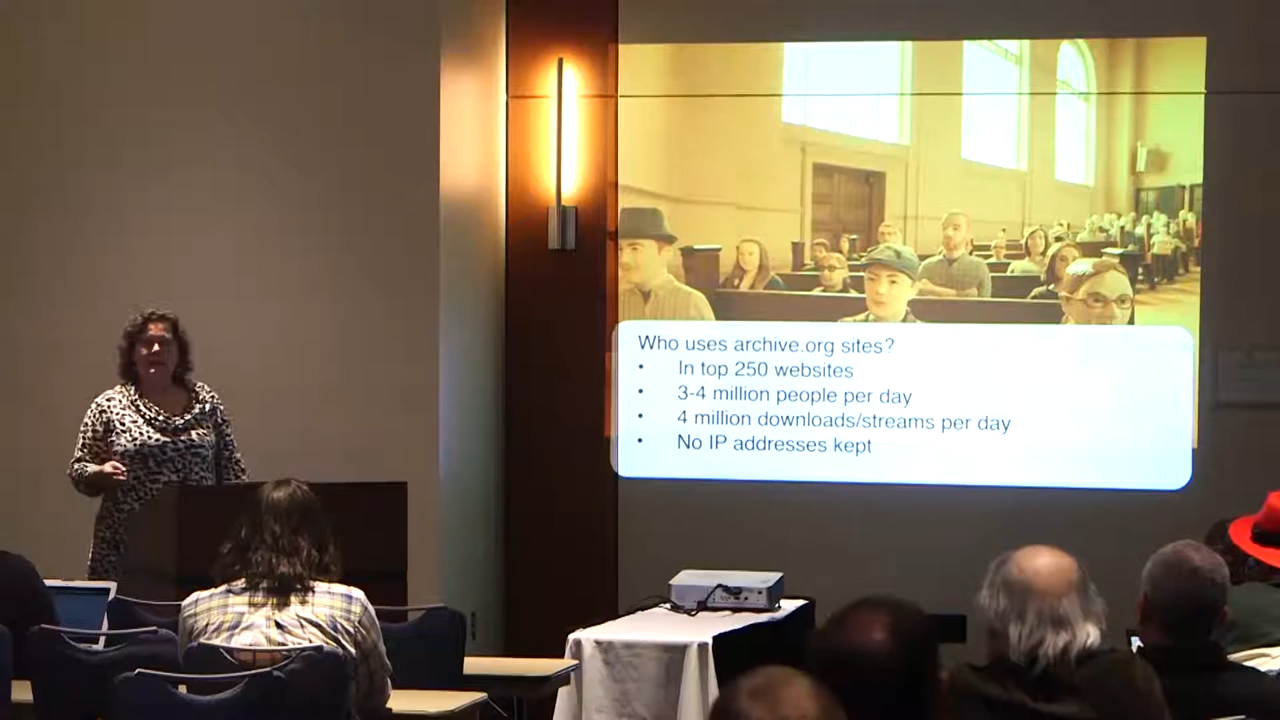 Who uses archive.org sites?
• In top 250 websites
• 3-4 million people per day
• 4 million downloads/streams per day
• No IP addresses kept